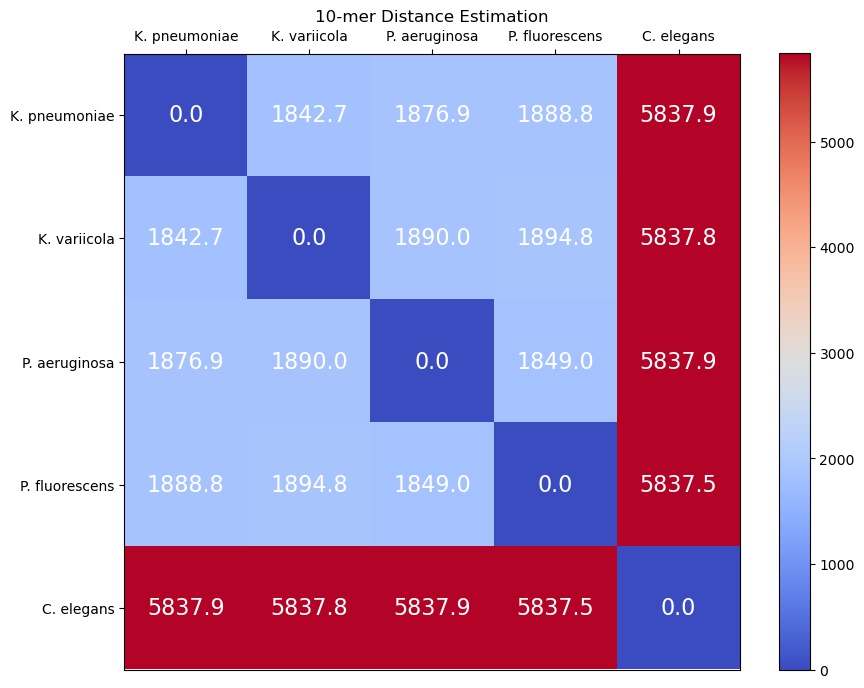 10-mer Distance Estimation
K. pneumoniae K. variicola P. aeruginosa P. fluorescens C. elegans
K. pneumoniae 0.0 1842.7 1876.9 1888.8 5837.9
K. variicola 1842.7 0.0 1890.0 1894.8 5837.8
P. aeruginosa 1876.9 1890.0 0.0 1849.0 5837.9
P. fluorescens 1888.8 1894.8 1849.0 0.0 5837.5
C. elegans 5837.9 5837.8 5837.9 5837.5 0.0
5000
4000
3000
2000
1000
0